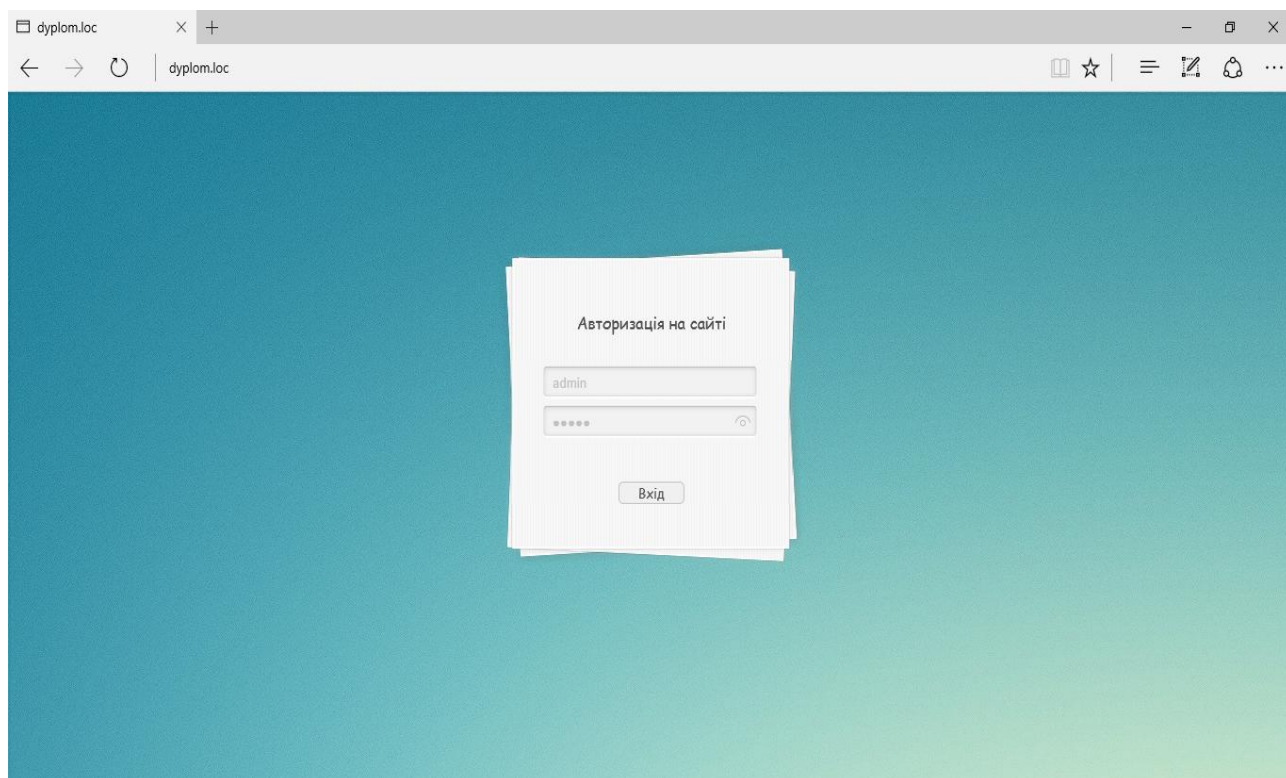 dyplom.loc
dyplom.loc
Авторизація на сайті
admin
•••••
Вхід